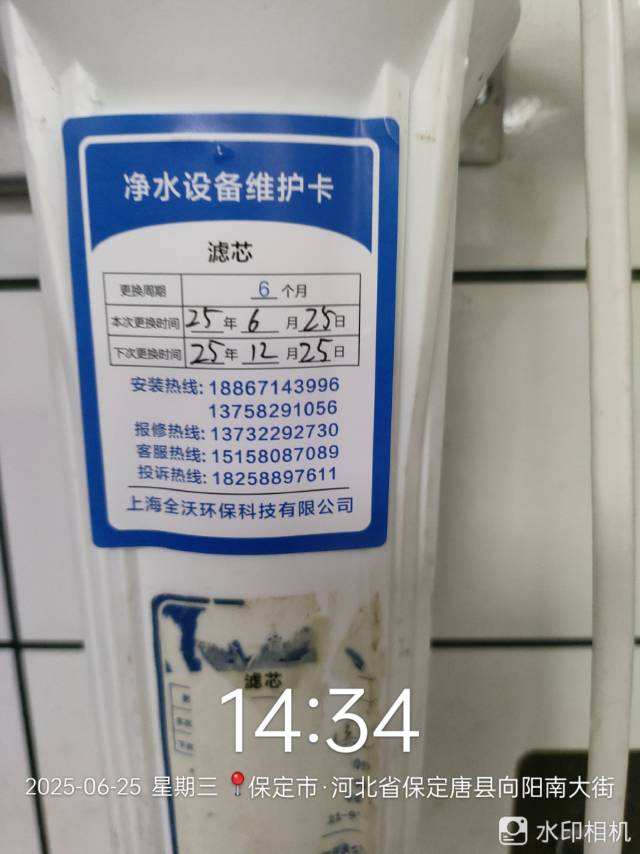 净水设备维护卡
滤芯
更换周期 6 个月
本次更换时间 25 年 6 月 25 日
下次更换时间 25 年 12 月 25 日
安装热线: 18867143996
13758291056
报修热线: 13732292730
客服热线: 15158087089
投诉热线: 18258897611
上海全沃环保科技有限公司
滤芯
14:34
2025-06-25 星期三 保定市·河北省保定唐县向阳南大街
水印相机